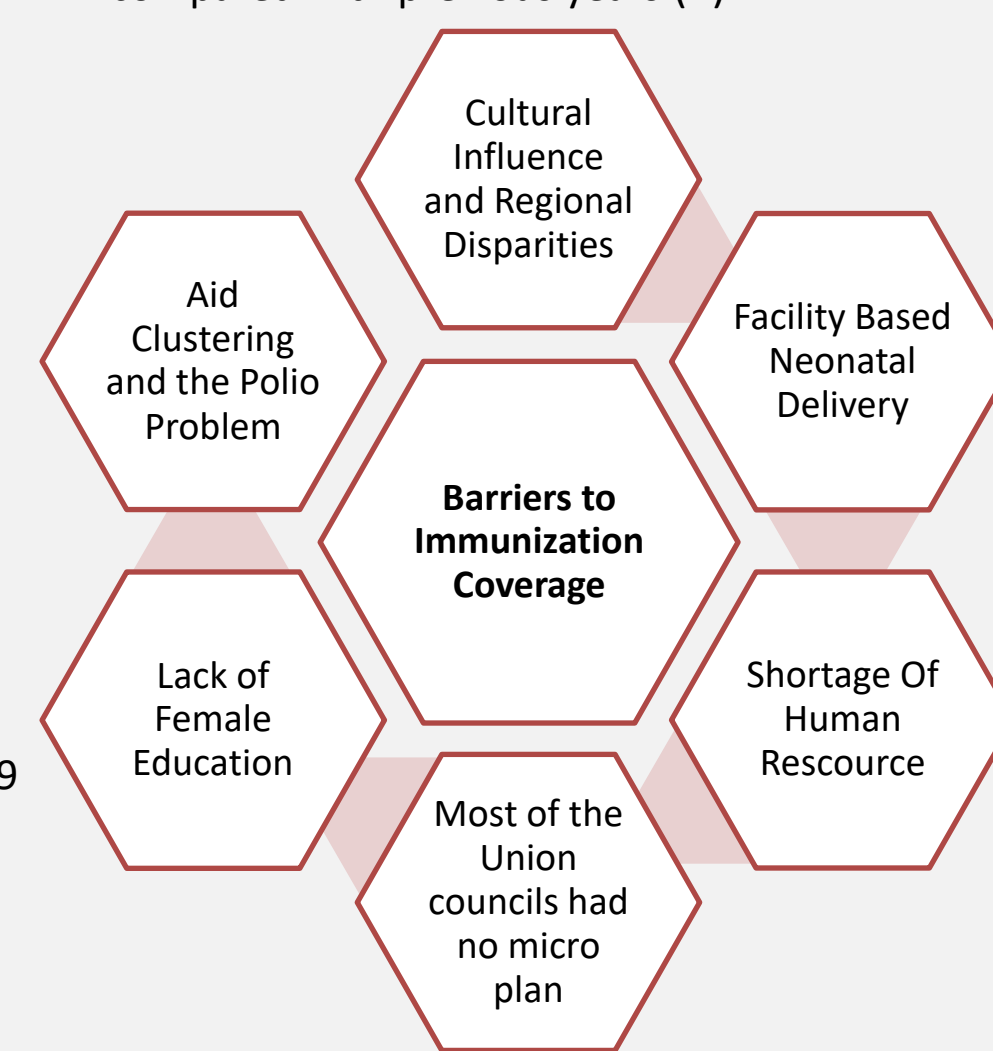 Cultural
Influence
and Regional
Disparities
Facility Based
Neonatal
Delivery
Shortage Of
Human
Rescource
Most of the
Union
councils had
no micro
plan
Lack of
Female
Education
Aid
Clustering
and the Polio
Problem
Barriers to
Immunization
Coverage
9